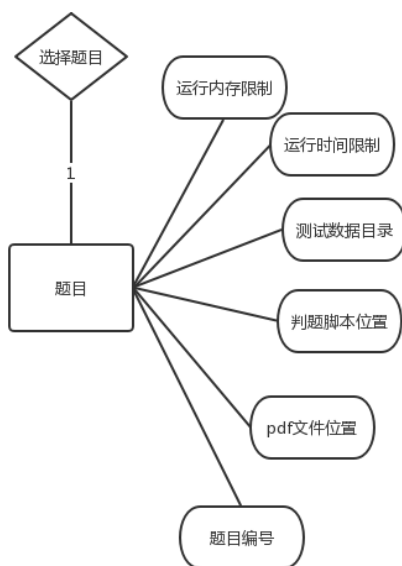 选择题目
运行内存限制
运行时间限制
1
测试数据目录
题目
判题脚本位置
pdf文件位置
题目编号